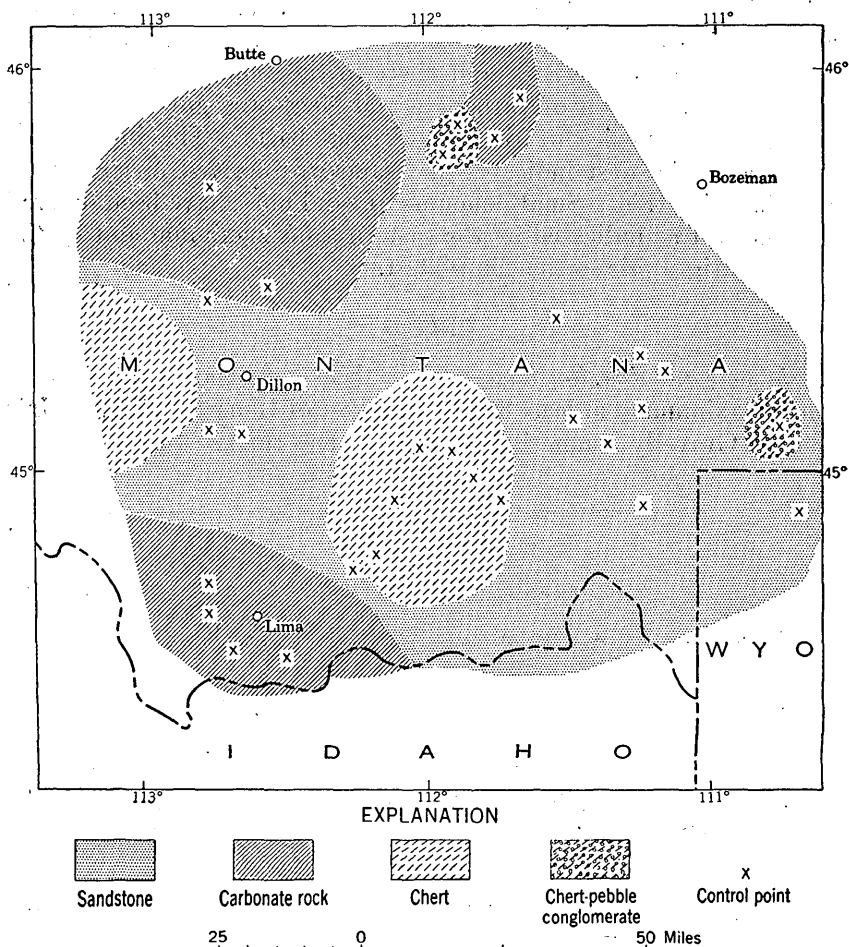 113° 112° 111°
Butte
46° 46°
Bozeman
M O N T A N A
Dillon
45° 45°
Lima
W Y O
I D A H O
113° 112° 111°
EXPLANATION
Sandstone
Carbonate rock
Chert
Chert-pebble
conglomerate
x
Control point
25 0 50 Miles